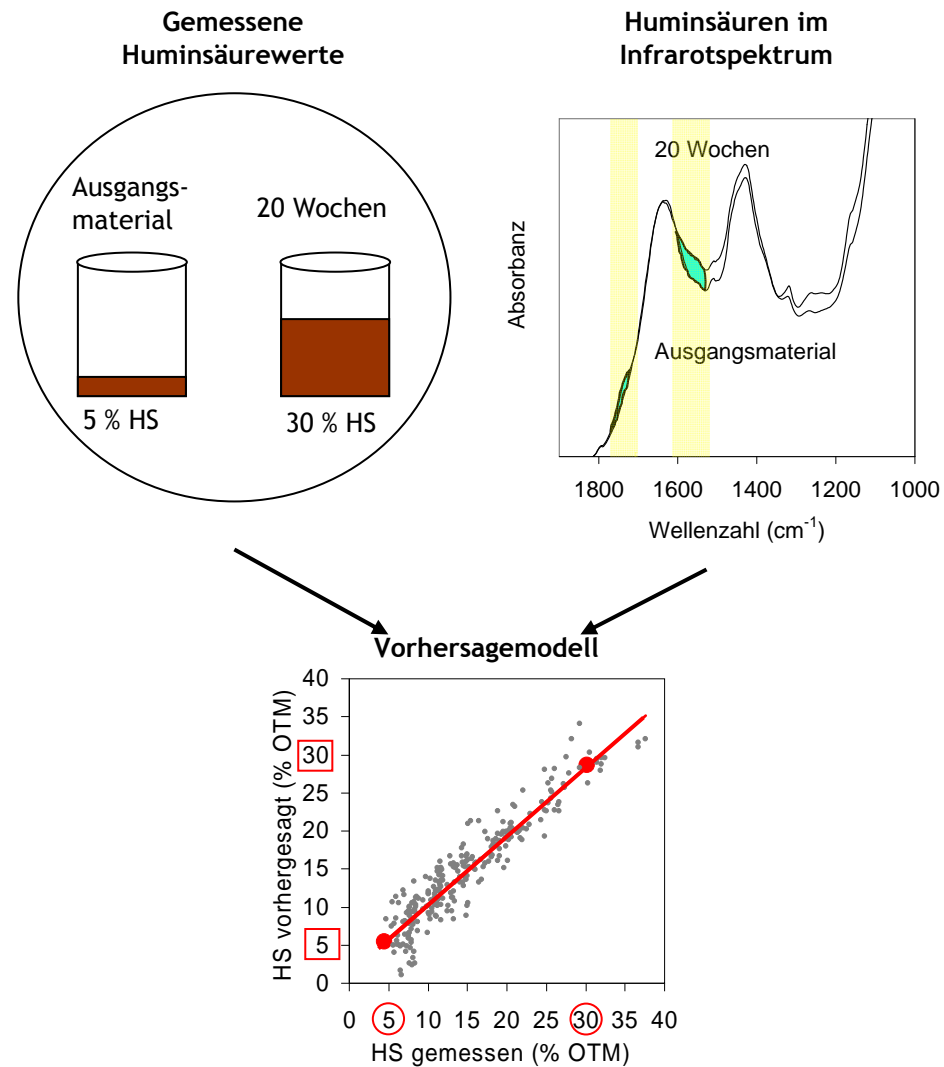 Gemessene
Huminsäurewerte
Ausgangs-
material
20 Wochen
5 % HS
30 % HS
Huminsäuren im
Infrarotspektrum
Absorbanz
20 Wochen
Ausgangsmaterial
1800 1600 1400 1200 1000
Wellenzahl (cm⁻¹)
Vorhersagemodell
HS vorhergesagt (% OTM)
40
35
30
25
20
15
10
5
0
0 5 10 15 20 25 30 35 40
HS gemessen (% OTM)